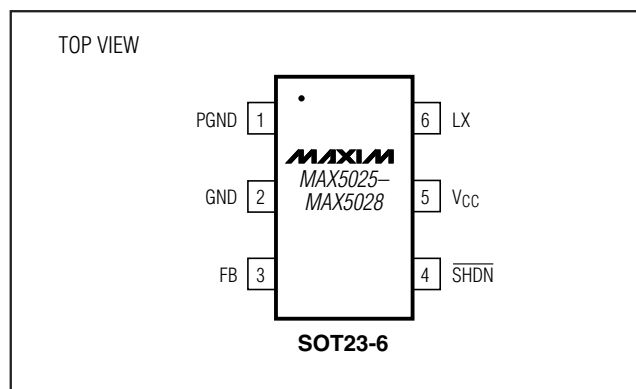 TOP VIEW
PGND 1
6 LX
MAXIM
MAX5025–
MAX5028
GND 2
5 VCC
FB 3
4 SHDN
SOT23-6